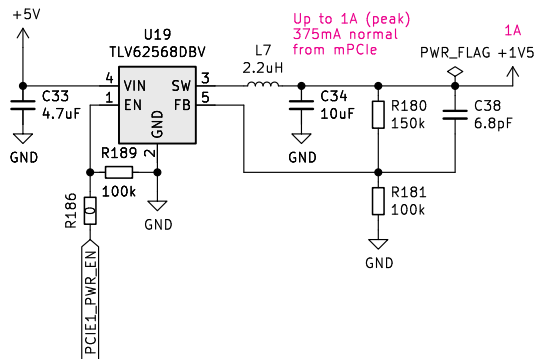 +5V
U19
TLV62568DBV
Up to 1A (peak)
375mA normal
from mPCIe
1A
PWR_FLAG +1V5
L7
2.2uH
4 VIN SW 3
1 EN FB 5
GND
2
C33
4.7uF
GND
C34
10uF
GND
R180
150k
C38
6.8pF
R189
100k
GND
R186
0
R181
100k
GND
PCIE1_PWR_EN